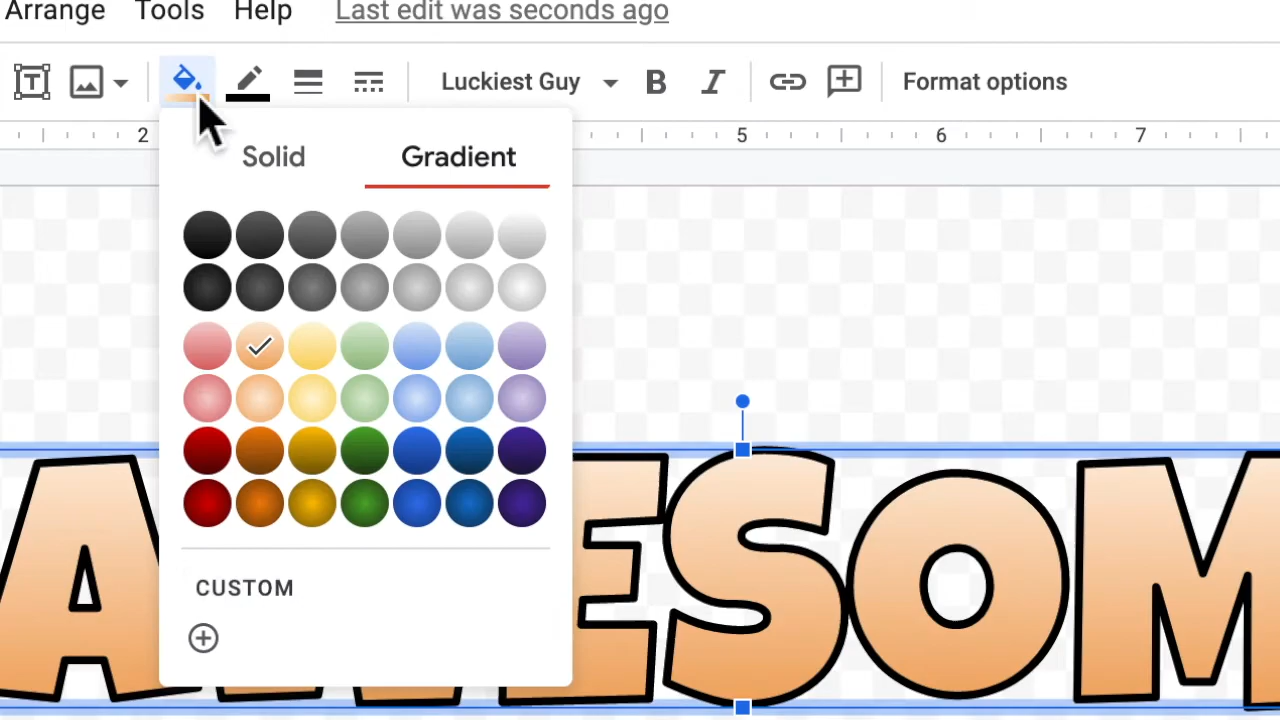 Arrange Tools Help Last edit was seconds ago
T Luckiest Guy B I Format options
2 5 6 7
Solid Gradient
CUSTOM
A ESOM